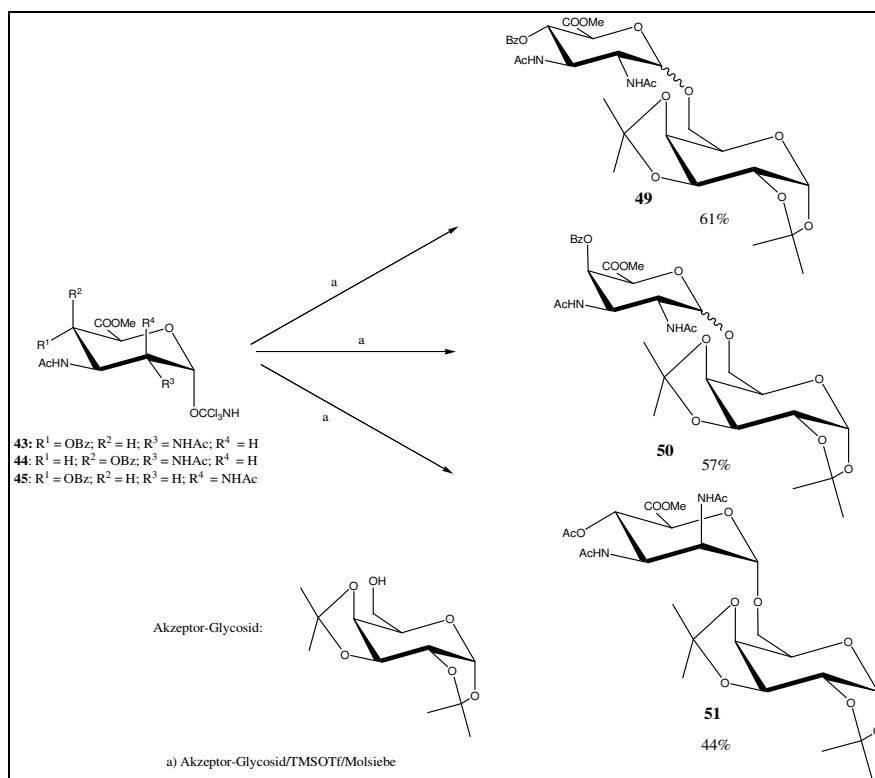 COOMe
O
BzO
AcHN
NHAc
O
O
O
O
O
O
49
61%
BzO
COOMe
O
AcHN
NHAc
O
O
O
O
O
O
50
57%
a
a
a
R² R⁴
COOMe O
R¹
AcHN
R³
OCCl₃NH
43: R¹ = OBz; R² = H; R³ = NHAc; R⁴ = H
44: R¹ = H; R² = OBz; R³ = NHAc; R⁴ = H
45: R¹ = OBz; R² = H; R³ = H; R⁴ = NHAc
COOMe NHAc
O
AcO
AcHN
O
O
O
O
O
O
51
44%
Akzeptor-Glycosid:
OH
O
O
O
O
O
a) Akzeptor-Glycosid/TMSOTf/Molsiebe